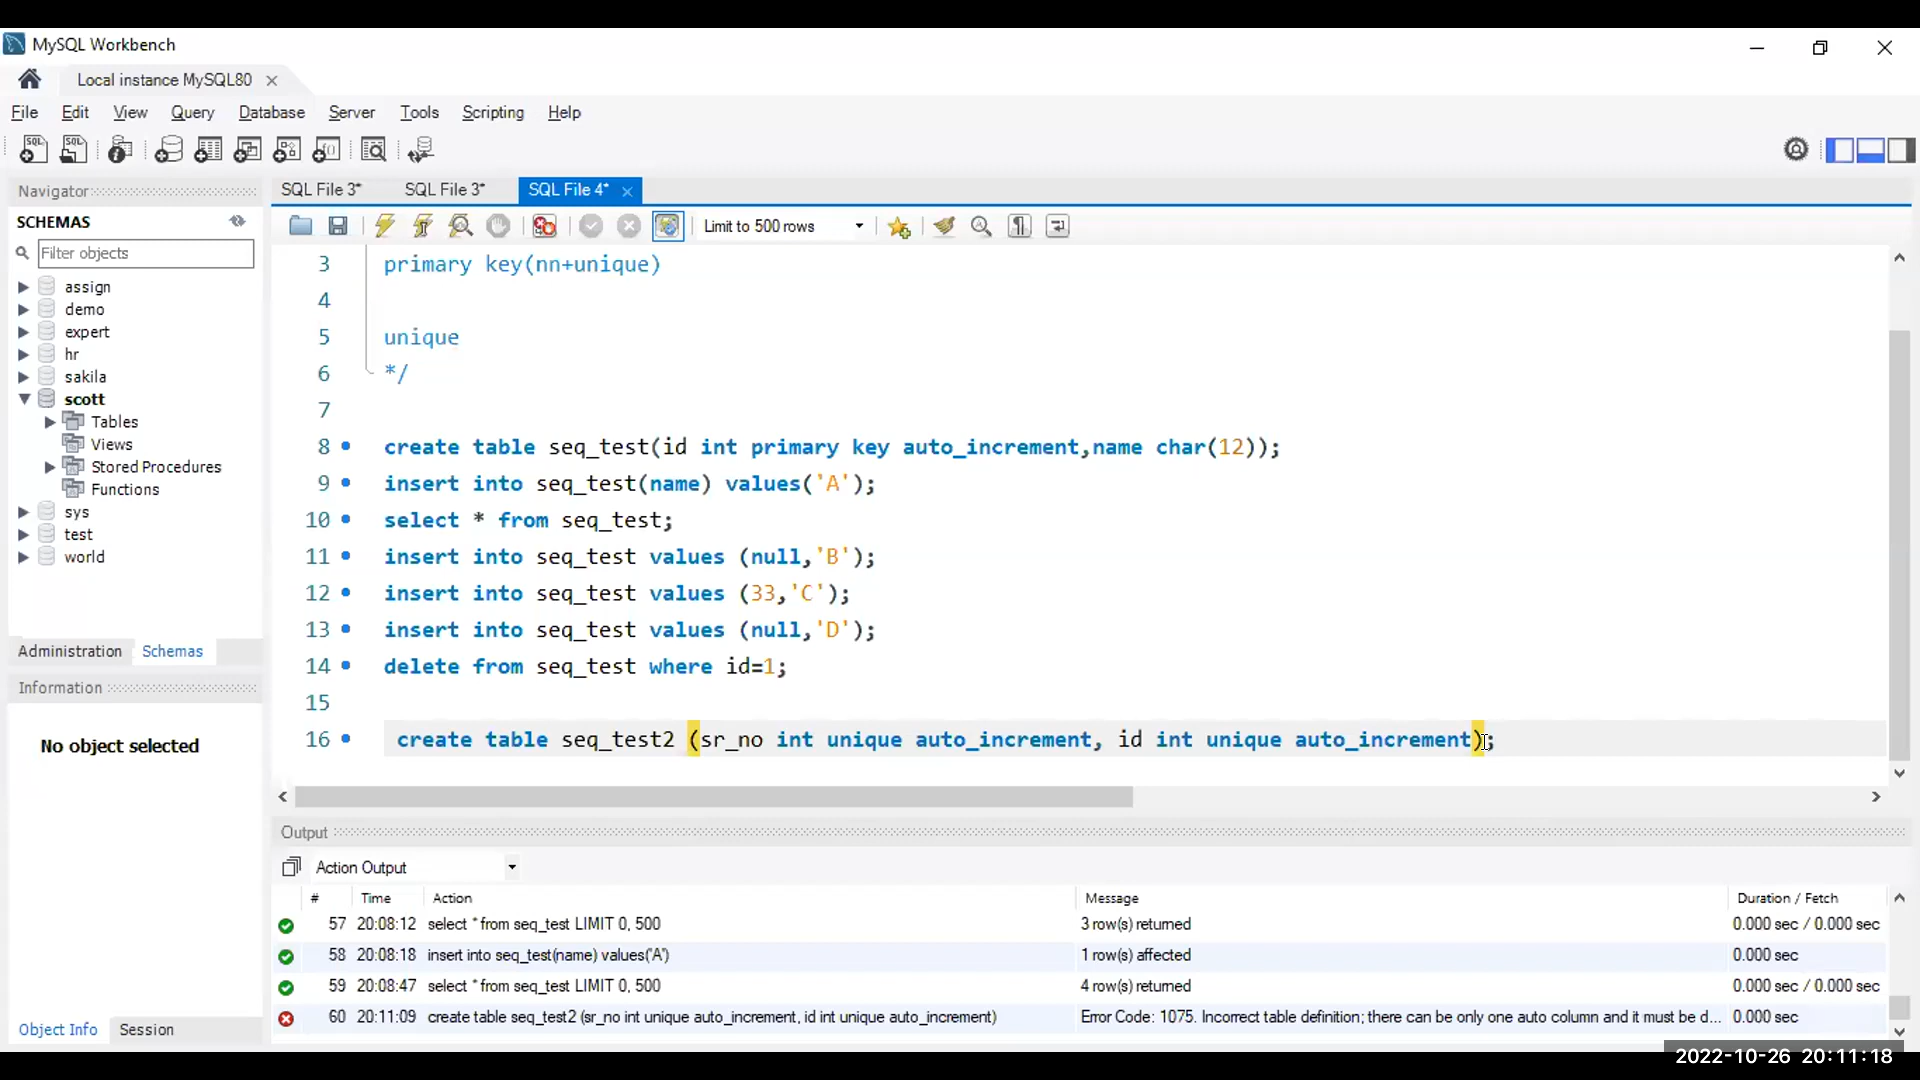 MySQL Workbench
Local instance MySQL80
File Edit View Query Database Server Tools Scripting Help
Navigator
SCHEMAS
Filter objects
assign
demo
expert
hr
sakila
scott
Tables
Views
Stored Procedures
Functions
sys
test
world
Administration Schemas
Information
No object selected
Object Info Session
SQL File 3* SQL File 3* SQL File 4*
Limit to 500 rows
3 primary key(nn+unique)
4
5 unique
6 */
7
8 create table seq_test(id int primary key auto_increment,name char(12));
9 insert into seq_test(name) values('A');
10 select * from seq_test;
11 insert into seq_test values (null,'B');
12 insert into seq_test values (33,'C');
13 insert into seq_test values (null,'D');
14 delete from seq_test where id=1;
15
16 create table seq_test2 (sr_no int unique auto_increment, id int unique auto_increment);
Output
Action Output
# Time Action Message Duration / Fetch
57 20:08:12 select * from seq_test LIMIT 0, 500 3 row(s) returned 0.000 sec / 0.000 sec
58 20:08:18 insert into seq_test(name) values('A') 1 row(s) affected 0.000 sec
59 20:08:47 select * from seq_test LIMIT 0, 500 4 row(s) returned 0.000 sec / 0.000 sec
60 20:11:09 create table seq_test2 (sr_no int unique auto_increment, id int unique auto_increment) Error Code: 1075. Incorrect table definition; there can be only one auto column and it must be d... 0.000 sec
2022-10-26 20:11:18